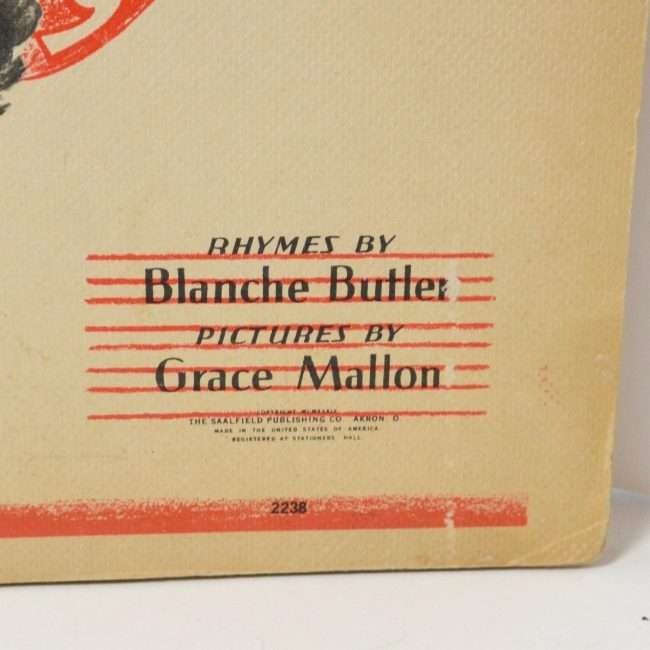 RHYMES BY
Blanche Butler
PICTURES BY
Grace Mallon
COPYRIGHT
THE SAALFIELD PUBLISHING CO. AKRON, O.
MADE IN THE UNITED STATES OF AMERICA
REGISTERED AT STATIONERS' HALL
2238